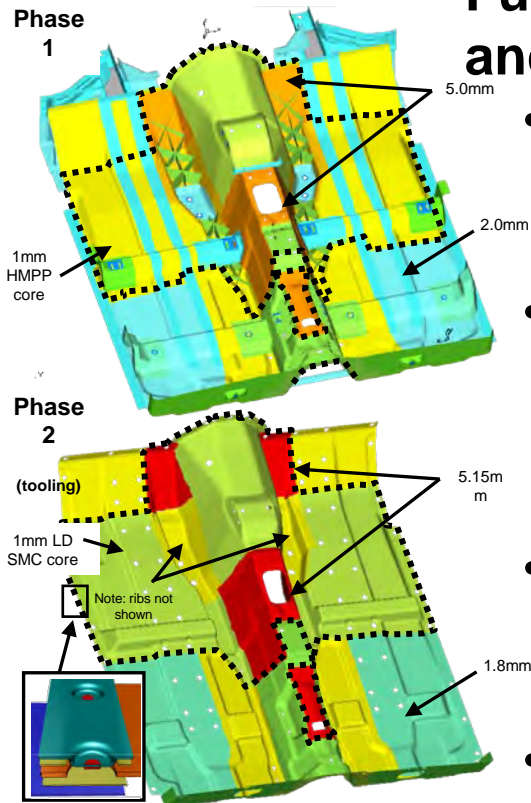 Phase
1
5.0mm
1mm
HMPP
core
2.0mm
Phase
2
(tooling)
5.15m
m
1mm LD
SMC core
Note: ribs not
shown
1.8mm